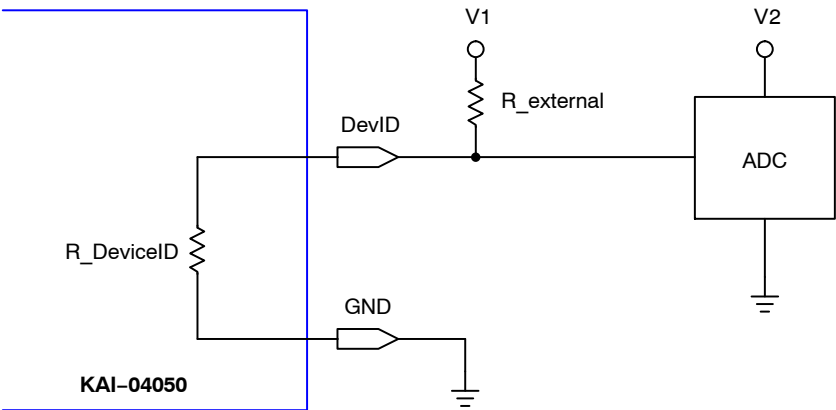 V1
V2
R_external
DevID
ADC
R_DeviceID
GND
KAI–04050